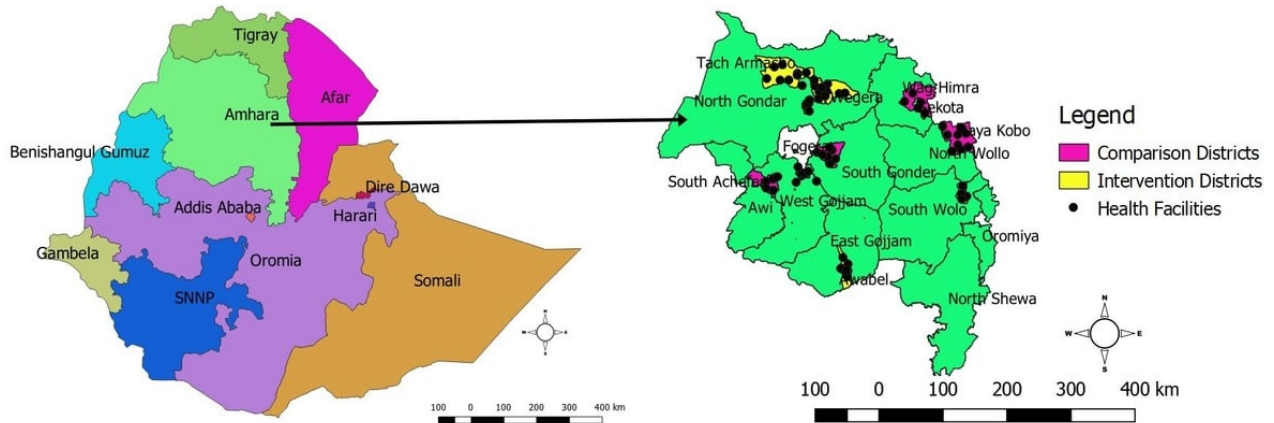 Tigray
Afar
Amhara
Benishangul Gumuz
Dire Dawa
Addis Ababa
Harari
Gambela
Oromia
Somali
SNNP
N
W E
S
100 0 100 200 300 400 km
Tach Armacho
Wag-Himra
North Gondar
Wegera
Sekota
Raya Kobo
Fogera
North Wollo
South Gonder
South Achefer
West Gojjam
Awi
South Wolo
Oromiya
East Gojjam
Awabel
North Shewa
Legend
Comparison Districts
Intervention Districts
Health Facilities
N
W E
S
100 0 100 200 300 400 km